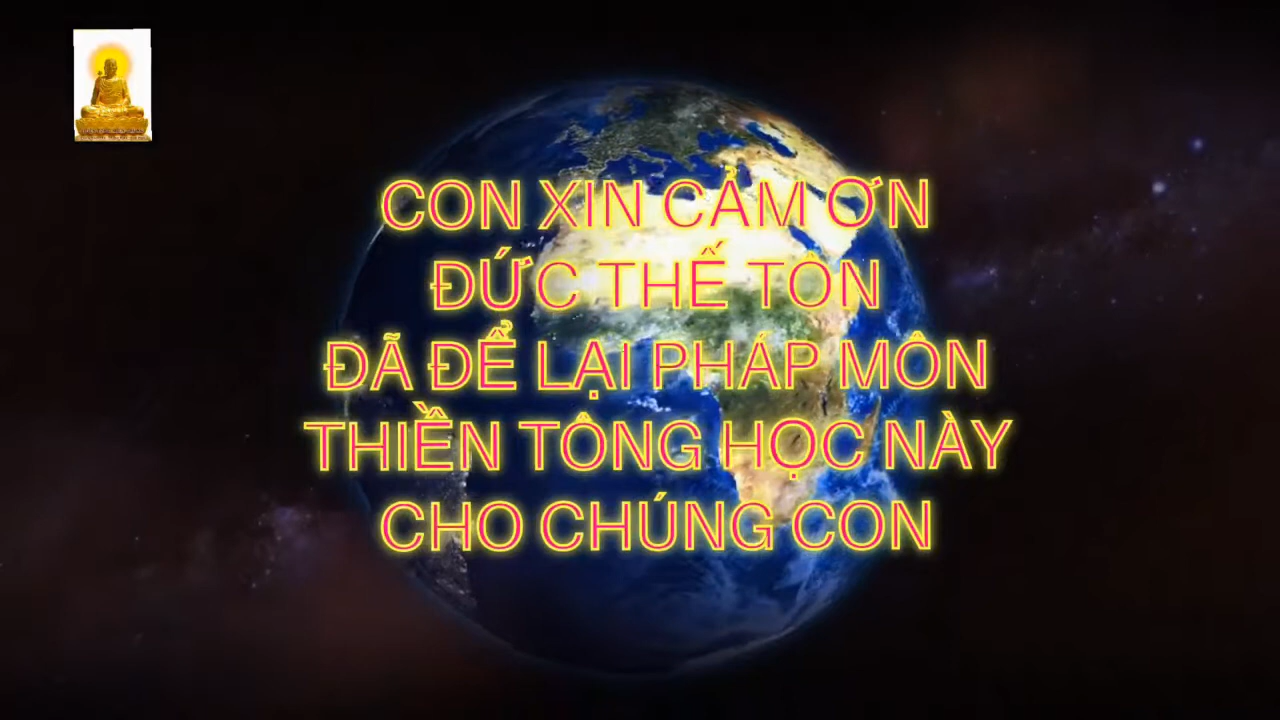 CON XIN CẢM ƠN
ĐỨC THẾ TÔN
ĐÃ ĐỂ LẠI PHÁP MÔN
THIỀN TÔNG HỌC NÀY
CHO CHÚNG CON